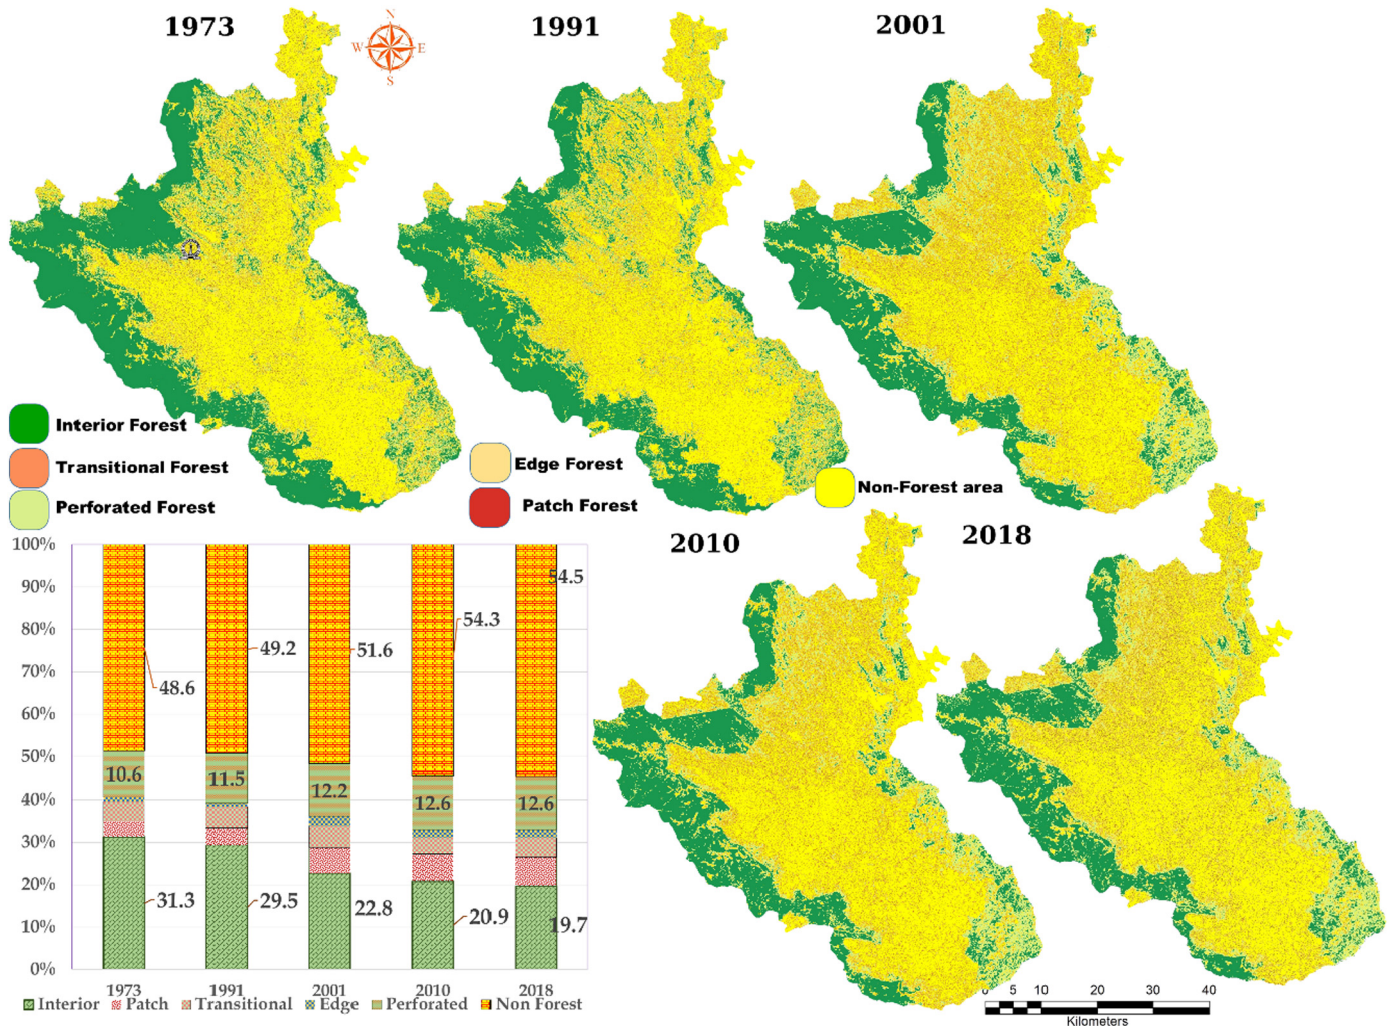 1973
1991
2001
N
W
E
S
Interior Forest
Transitional Forest
Perforated Forest
Edge Forest
Patch Forest
Non-Forest area
2010
2018
100%
90%
80%
70%
60%
50%
40%
30%
20%
10%
0%
48.6
49.2
51.6
54.3
54.5
10.6
11.5
12.2
12.6
12.6
31.3
29.5
22.8
20.9
19.7
1973
1991
2001
2010
2018
Interior
Patch
Transitional
Edge
Perforated
Non Forest
0 5 10 20 30 40
Kilometers